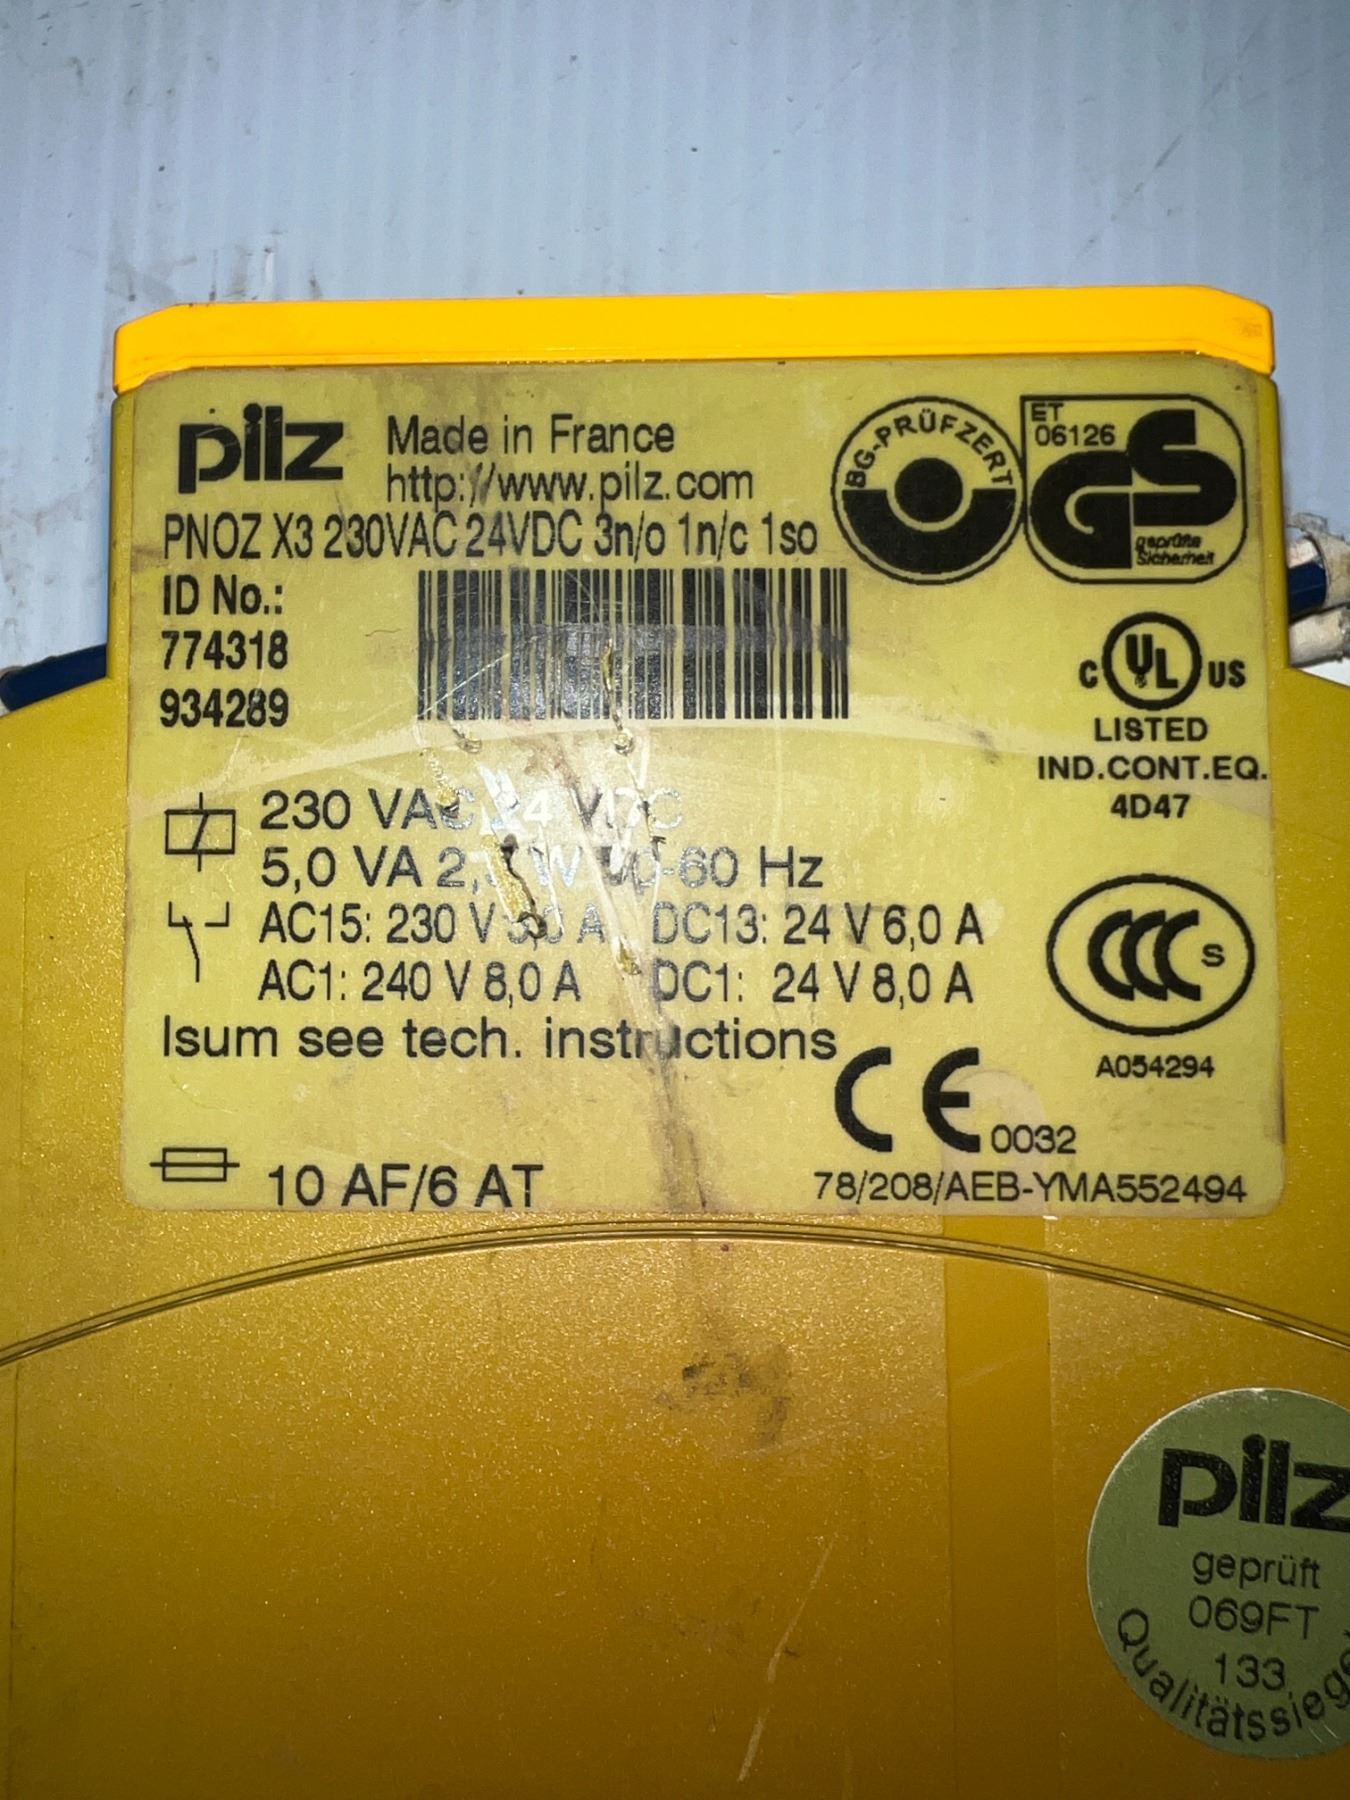 pilz
Made in France
http://www.pilz.com
PNOZ X3 230VAC 24VDC 3n/o 1n/c 1so
ID No.:
774318
934289
BG-PRÜFZERT
ET
06126
GS
geprüfte
Sicherheit
C UL US
LISTED
IND.CONT.EQ.
4D47
230 VAC 24 VDC
5,0 VA 60 Hz
AC15: 230 V A DC13: 24 V 6,0 A
AC1: 240 V 8,0 A DC1: 24 V 8,0 A
Isum see tech. instructions
CCC S
A054294
CE 0032
10 AF/6 AT
78/208/AEB-YMA552494
pilz
geprüft
069FT
133